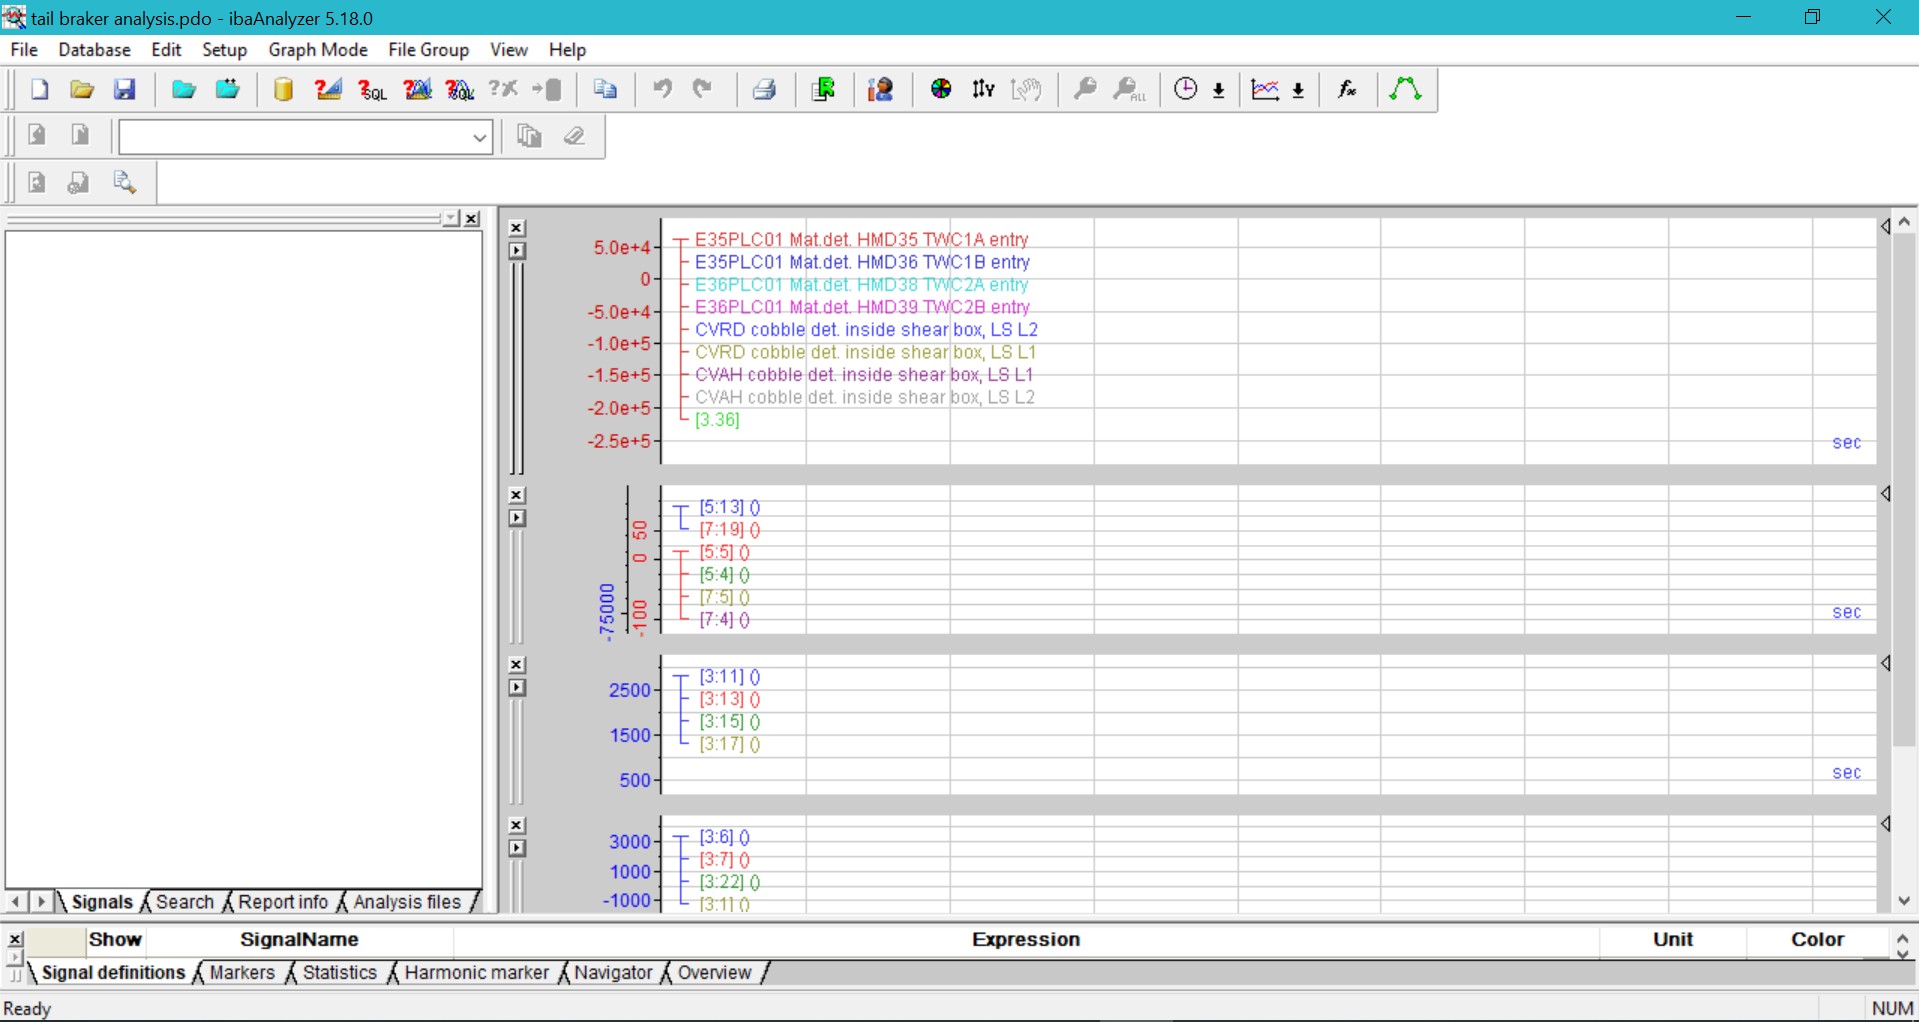 tail braker analysis.pdo - ibaAnalyzer 5.18.0
File Database Edit Setup Graph Mode File Group View Help
?SQL ?SQL ALL fx
5.0e+4
0
-5.0e+4
-1.0e+5
-1.5e+5
-2.0e+5
-2.5e+5
E35PLC01 Mat.det. HMD35 TWC1A entry
E35PLC01 Mat.det. HMD36 TWC1B entry
E36PLC01 Mat.det. HMD38 TWC2A entry
E36PLC01 Mat.det. HMD39 TWC2B entry
CVRD cobble det. inside shear box, LS L2
CVRD cobble det. inside shear box, LS L1
CVAH cobble det. inside shear box, LS L1
CVAH cobble det. inside shear box, LS L2
[3.36]
sec
-75000
50
0
-100
[5:13] ()
[7:19] ()
[5:5] ()
[5:4] ()
[7:5] ()
[7:4] ()
sec
2500
1500
500
[3:11] ()
[3:13] ()
[3:15] ()
[3:17] ()
sec
3000
1000
-1000
[3:6] ()
[3:7] ()
[3:22] ()
[3:1] ()
Signals Search Report info Analysis files
Show SignalName Expression Unit Color
Signal definitions Markers Statistics Harmonic marker Navigator Overview
Ready NUM